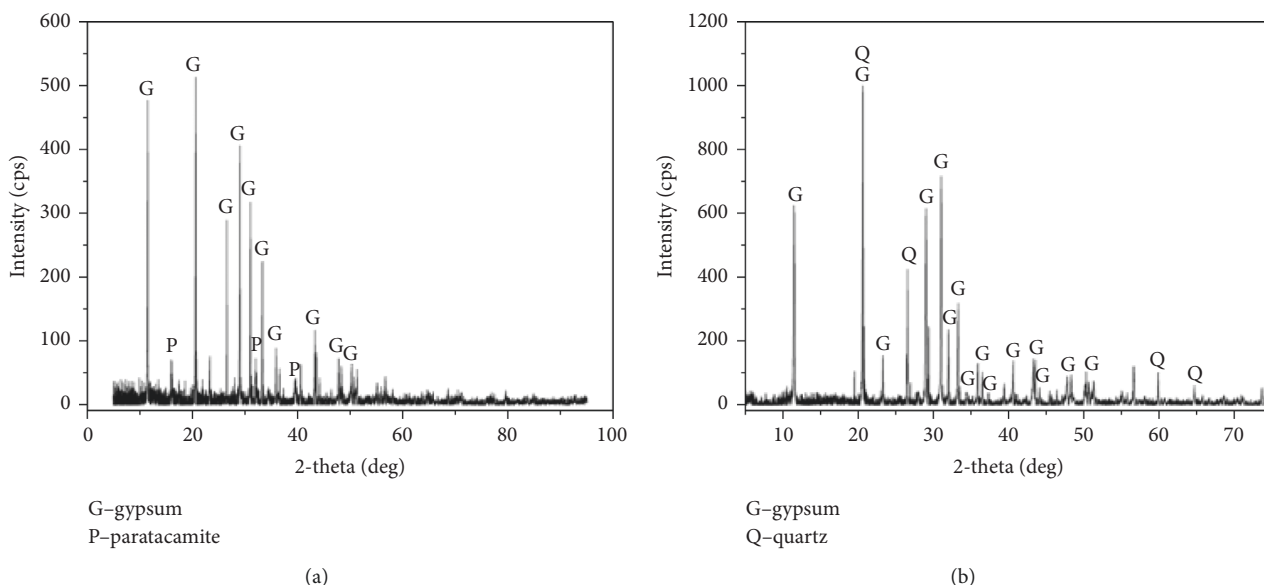 600
500
400
300
200
100
0
Intensity (cps)
G
G
G
G
G
G
P
G
P
P
G
G
G
0 20 40 60 80 100
2-theta (deg)
G–gypsum
P–paratacamite
(a)
1200
1000
800
600
400
200
0
Intensity (cps)
Q
G
G
G
G
Q
G
G
G
G
G
G
G
G
G
G
G
Q
Q
10 20 30 40 50 60 70
2-theta (deg)
G–gypsum
Q–quartz
(b)